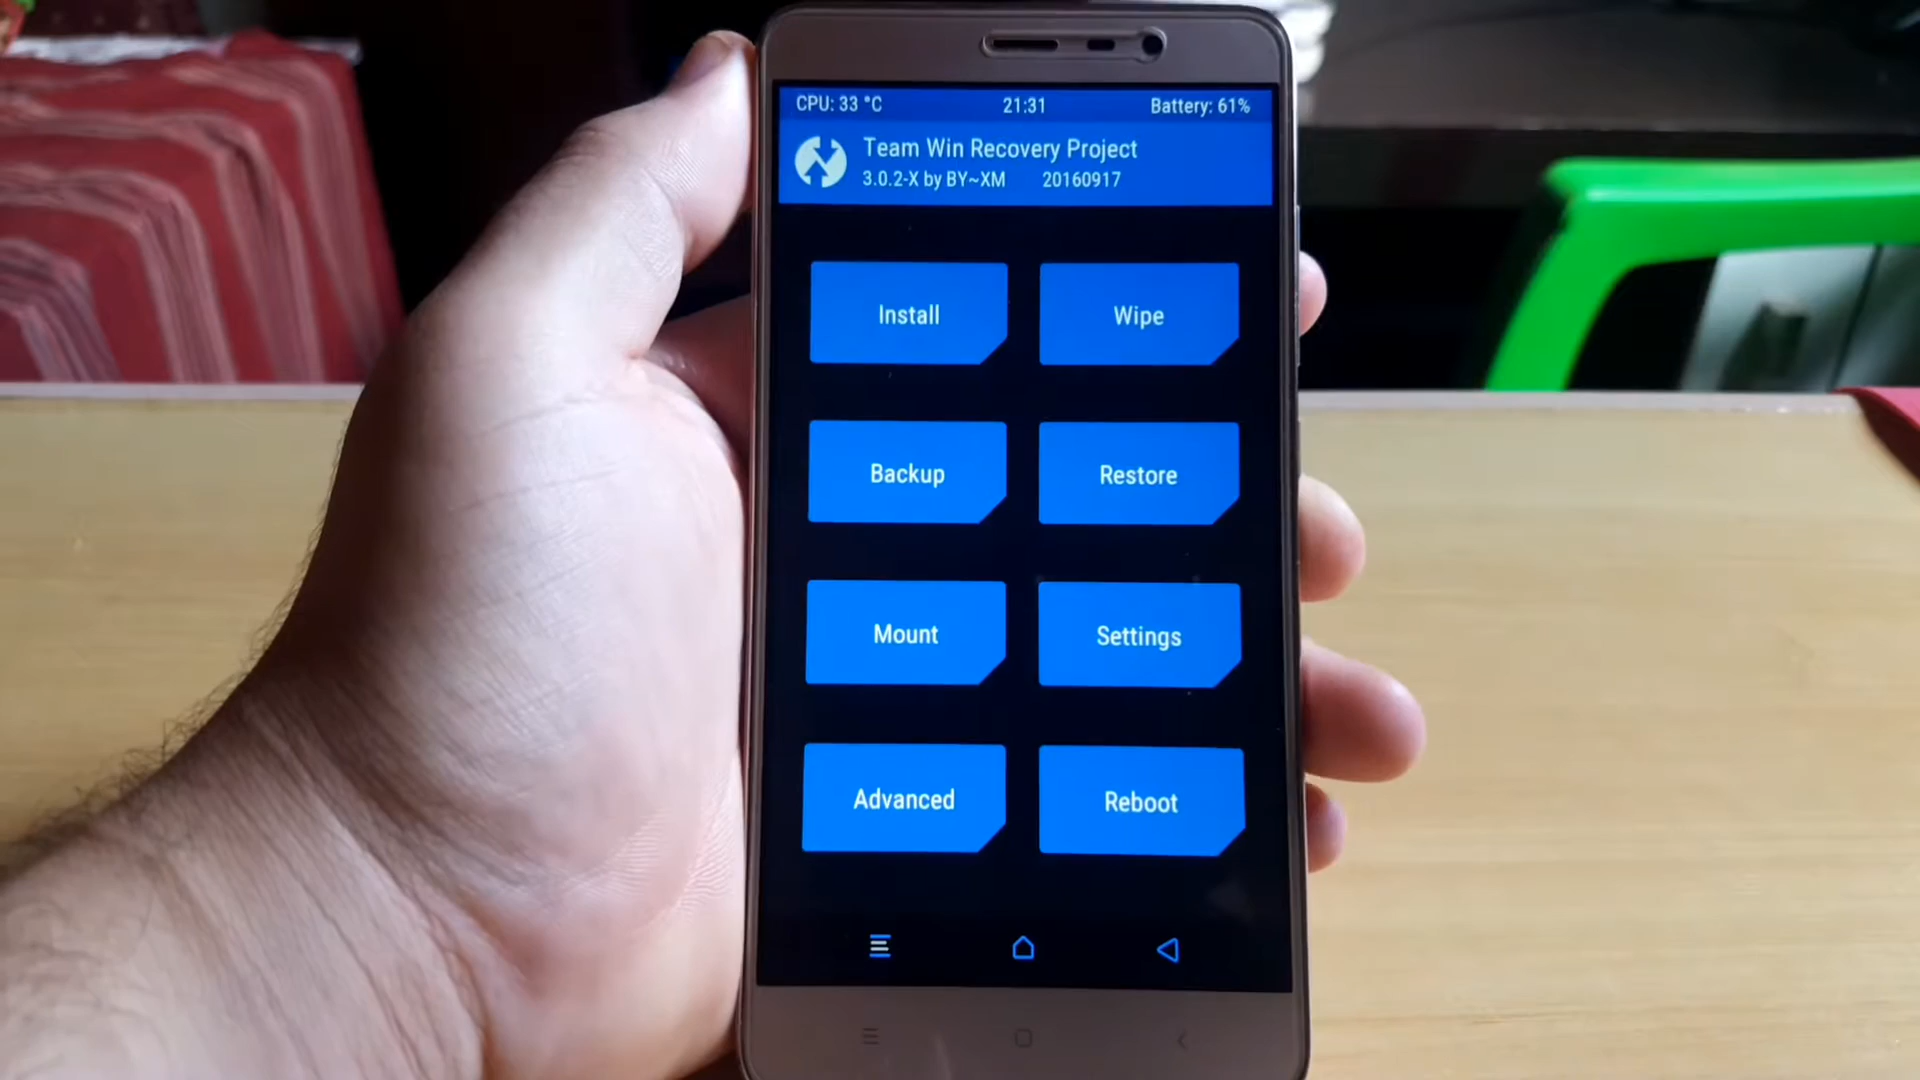 CPU: 33 °C 21:31 Battery: 61%
Team Win Recovery Project
3.0.2-X by BY~XM 20160917
Install Wipe
Backup Restore
Mount Settings
Advanced Reboot